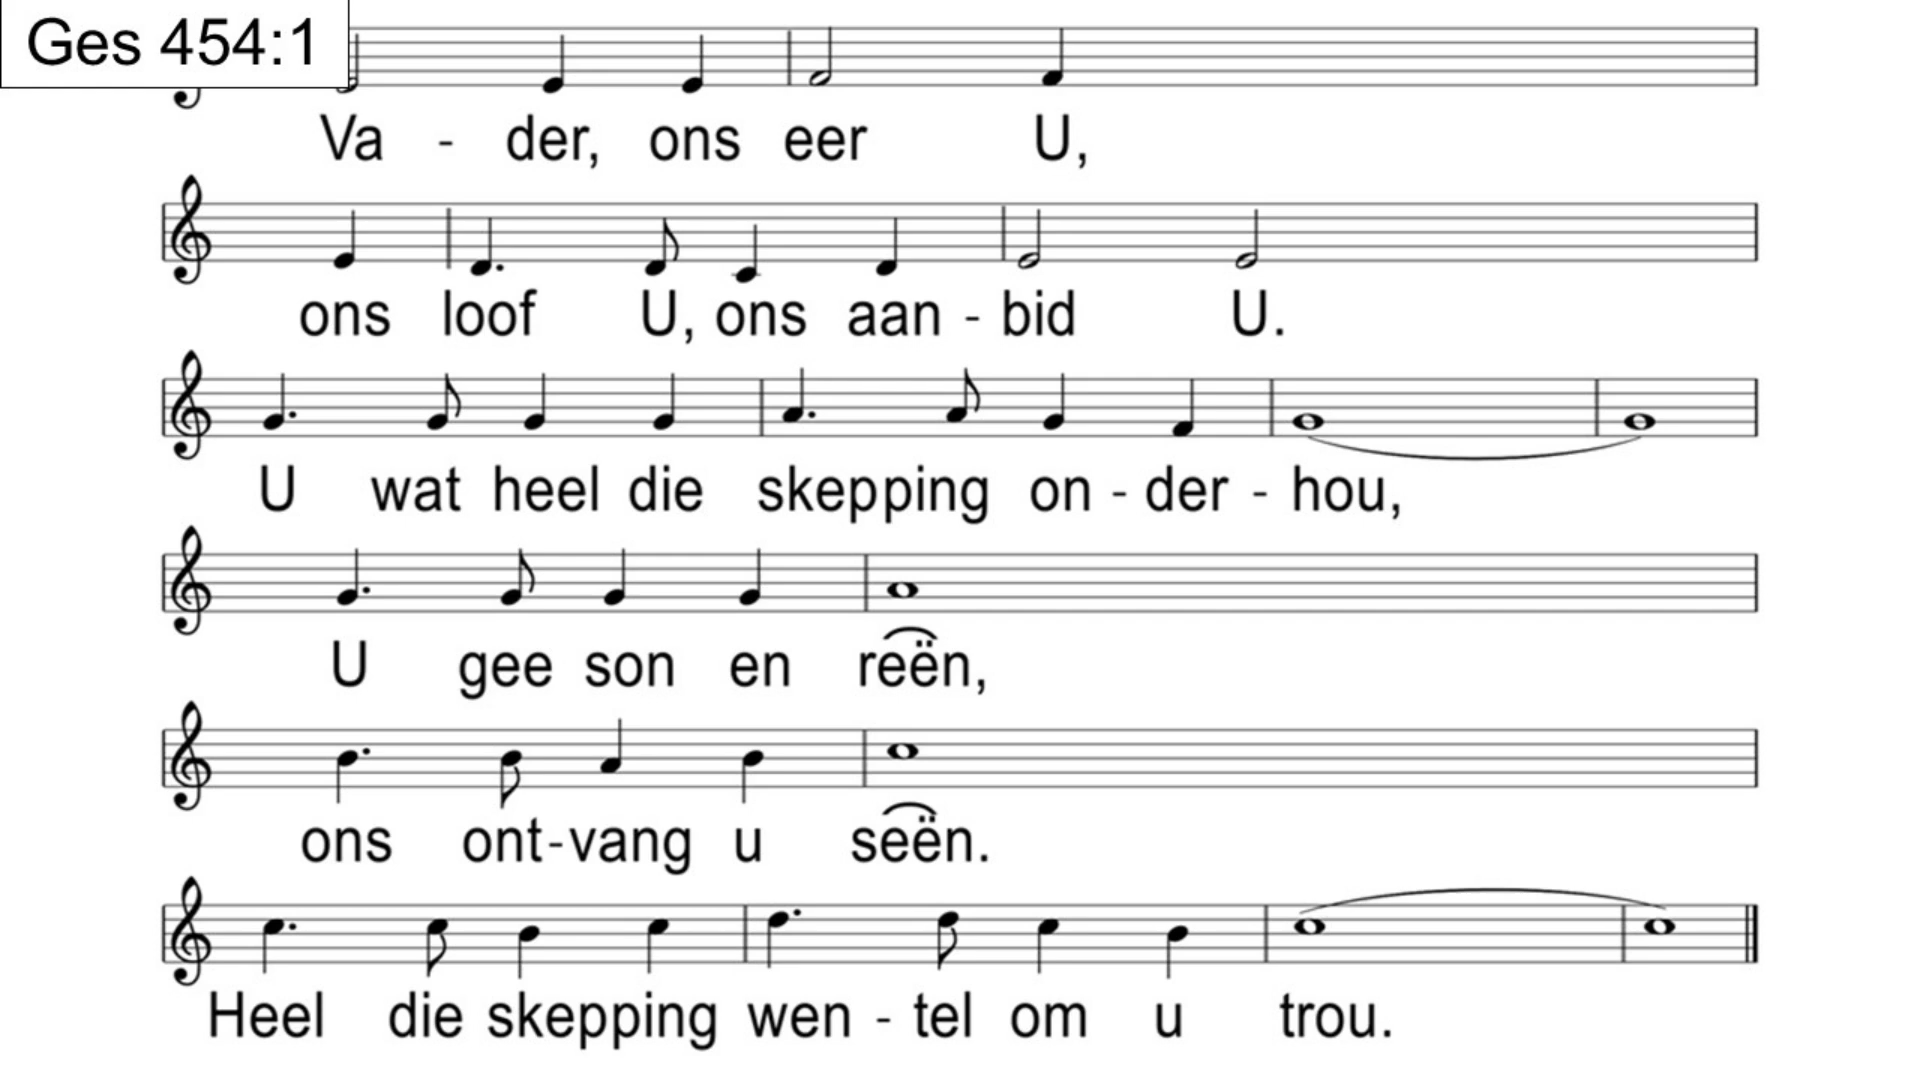 Ges 454:1
Va - der, ons eer U,
ons loof U, ons aan - bid U.
U wat heel die skepping on - der - hou,
U gee son en reën,
ons ont-vang u seën.
Heel die skepping wen - tel om u trou.